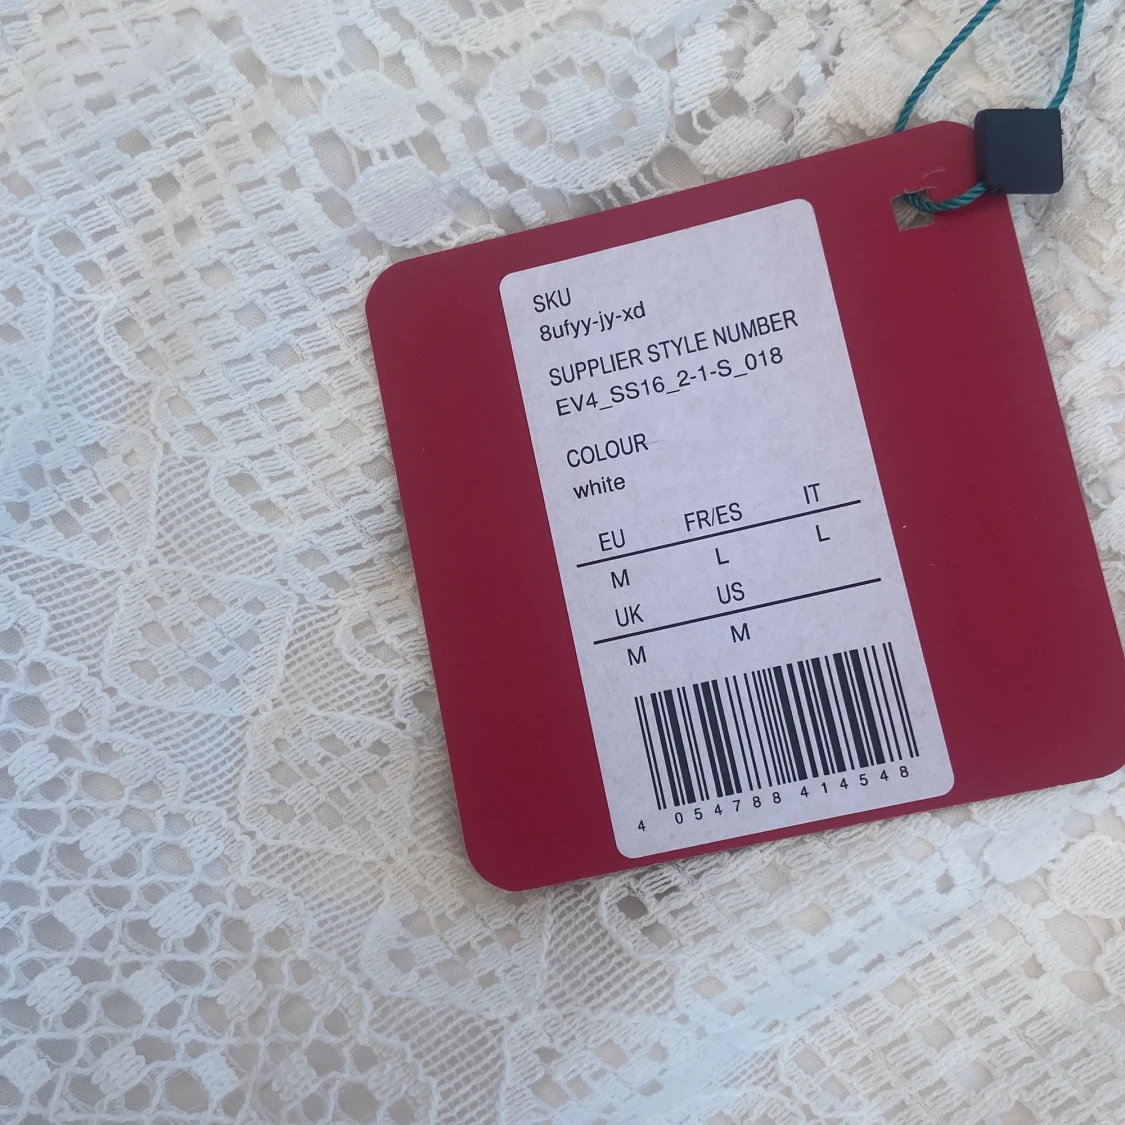 SKU
8ufyy-jy-xd
SUPPLIER STYLE NUMBER
EV4_SS16_2-1-S_018
COLOUR
white
EU FR/ES IT
M L L
UK US
M M
4 054788 414548